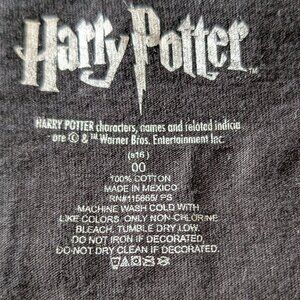 Harry Potter™
HARRY POTTER characters, names and related indicia
are © & ™ Warner Bros. Entertainment Inc.
(s16)
00
100% COTTON
MADE IN MEXICO
RN#115865/ PS
MACHINE WASH COLD WITH
LIKE COLORS. ONLY NON-CHLORINE
BLEACH. TUMBLE DRY LOW.
DO NOT IRON IF DECORATED,
DO NOT DRY CLEAN IF DECORATED.